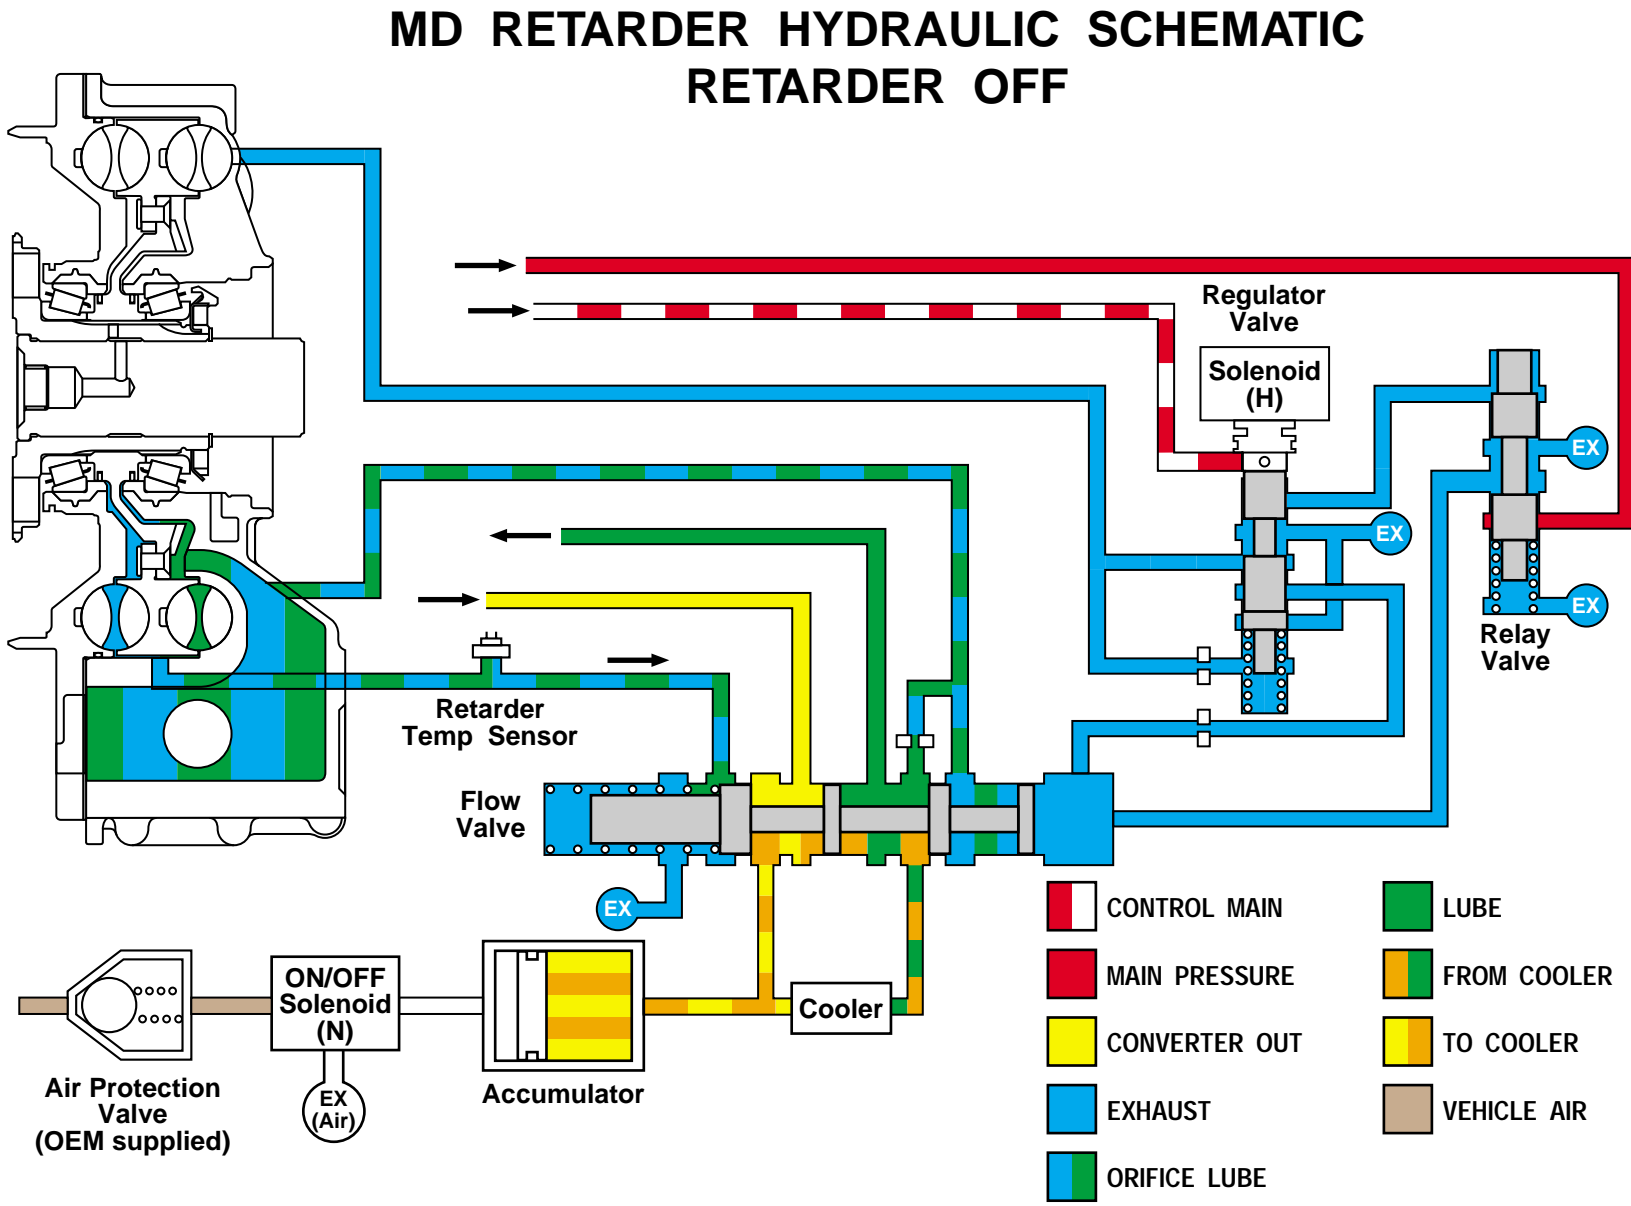 MD RETARDER HYDRAULIC SCHEMATIC
RETARDER OFF
Regulator
Valve
Solenoid
(H)
EX
EX
EX
Relay
Valve
Retarder
Temp Sensor
Flow
Valve
EX
ON/OFF
Solenoid
(N)
EX
(Air)
Air Protection
Valve
(OEM supplied)
Accumulator
Cooler
CONTROL MAIN
MAIN PRESSURE
CONVERTER OUT
EXHAUST
ORIFICE LUBE
LUBE
FROM COOLER
TO COOLER
VEHICLE AIR